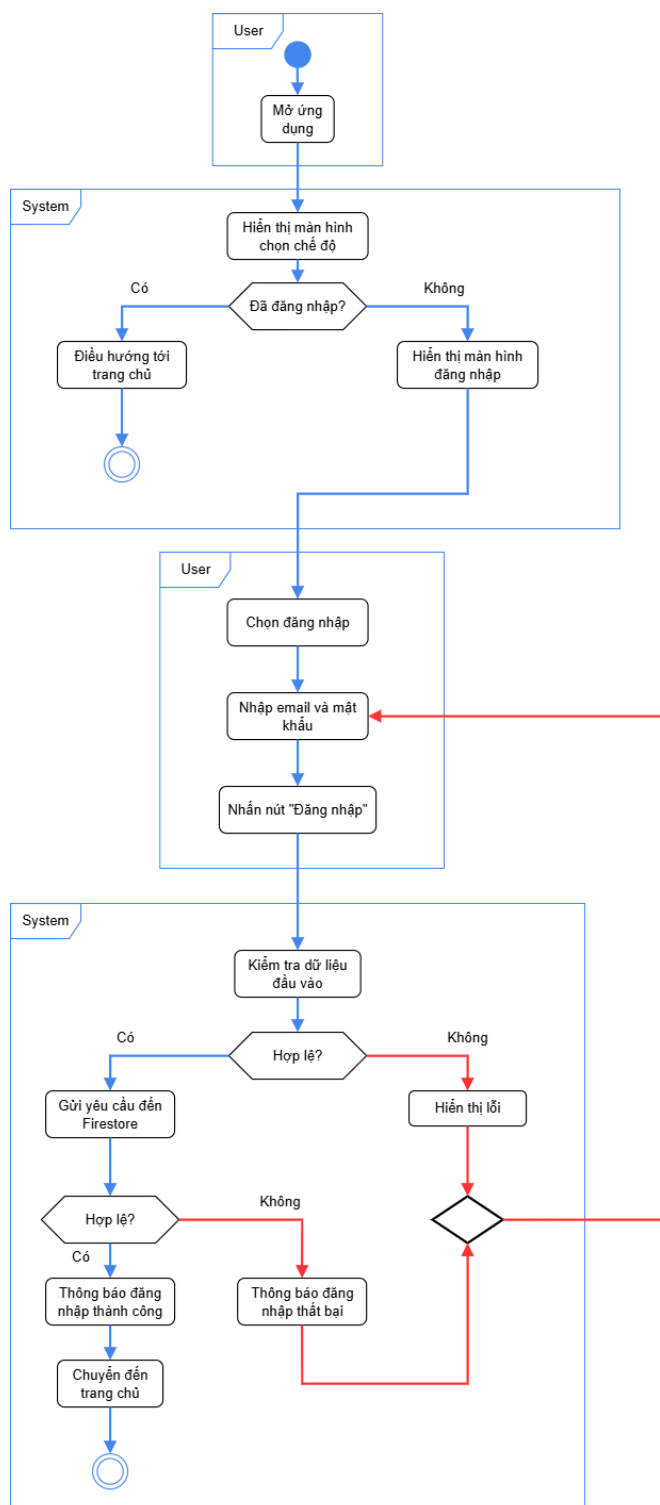 User
Mở ứng
dụng
System
Hiển thị màn hình
chọn chế độ
Có
Đã đăng nhập?
Không
Điều hướng tới
trang chủ
Hiển thị màn hình
đăng nhập
User
Chọn đăng nhập
Nhập email và mật
khẩu
Nhấn nút "Đăng nhập"
System
Kiểm tra dữ liệu
đầu vào
Có
Hợp lệ?
Không
Gửi yêu cầu đến
Firestore
Hiển thị lỗi
Hợp lệ?
Không
Có
Thông báo đăng
nhập thành công
Thông báo đăng
nhập thất bại
Chuyển đến
trang chủ